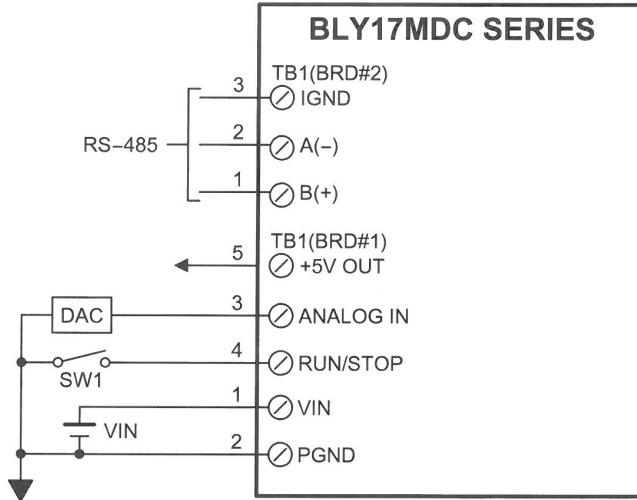 BLY17MDC SERIES
TB1(BRD#2)
3 IGND
RS-485
2 A(-)
1 B(+)
TB1(BRD#1)
5 +5V OUT
DAC 3 ANALOG IN
4 RUN/STOP
SW1
1 VIN
VIN
2 PGND